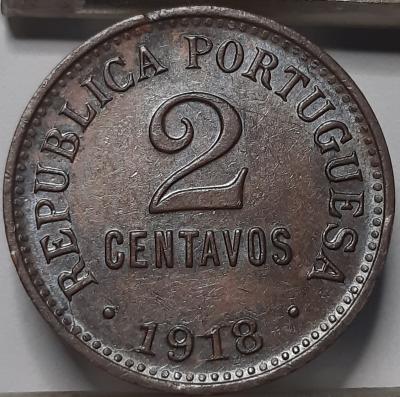 REPUBLICA PORTUGUESA
2
CENTAVOS
• 1918 •